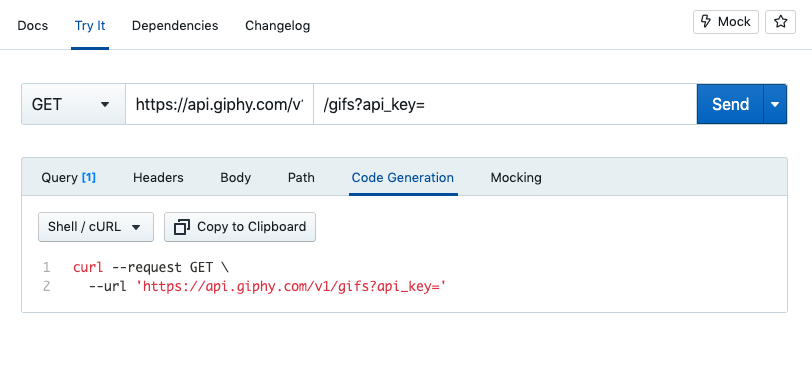 Docs Try It Dependencies Changelog Mock
GET https://api.giphy.com/v1 /gifs?api_key= Send
Query [1] Headers Body Path Code Generation Mocking
Shell / cURL Copy to Clipboard
1 curl --request GET \
2 --url 'https://api.giphy.com/v1/gifs?api_key='